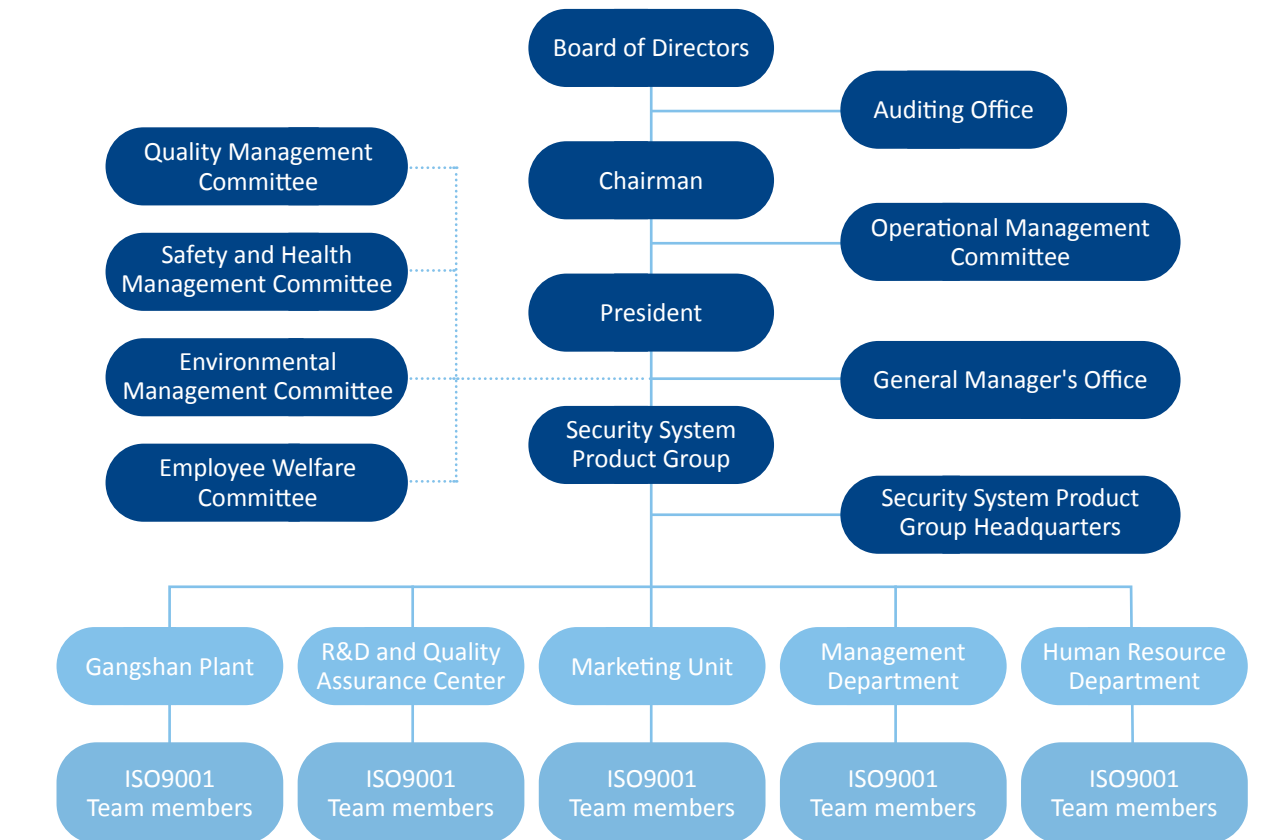 Board of Directors
Auditing Office
Quality Management
Committee
Chairman
Operational Management
Committee
Safety and Health
Management Committee
President
Environmental
Management Committee
General Manager's Office
Security System
Product Group
Employee Welfare
Committee
Security System Product
Group Headquarters
Gangshan Plant
R&D and Quality
Assurance Center
Marketing Unit
Management
Department
Human Resource
Department
ISO9001
Team members
ISO9001
Team members
ISO9001
Team members
ISO9001
Team members
ISO9001
Team members